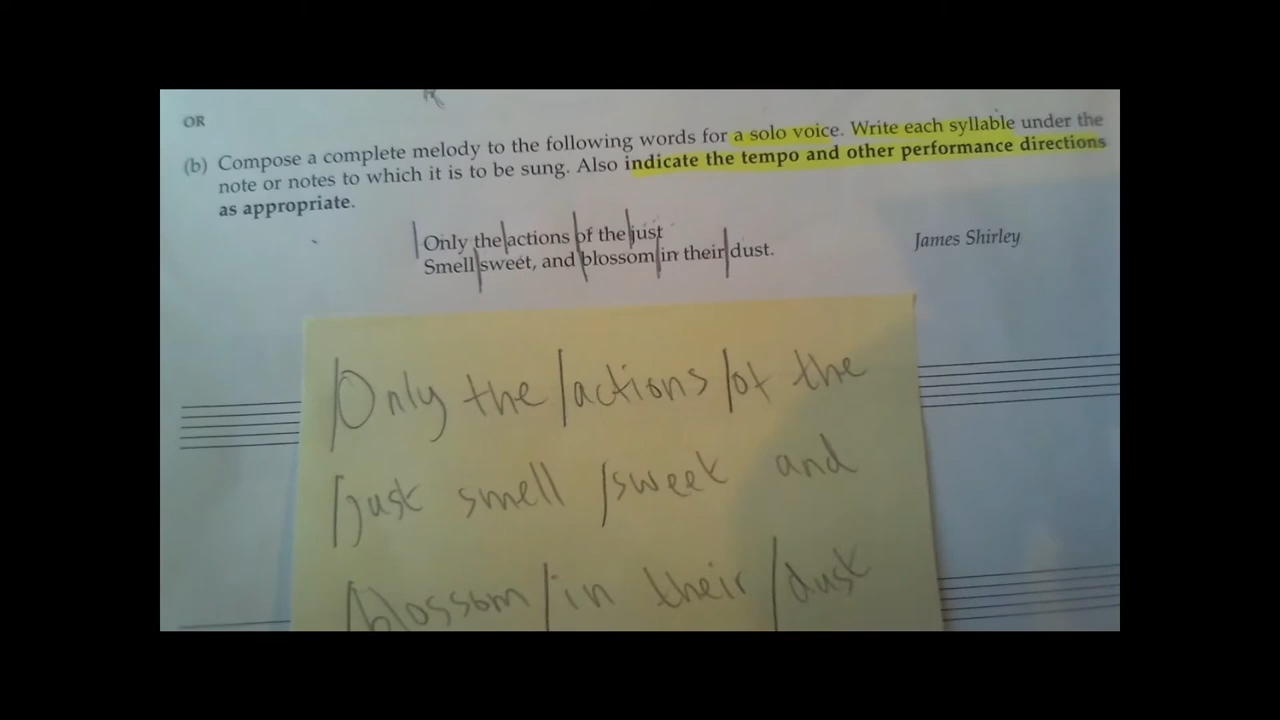 OR
(b) Compose a complete melody to the following words for a solo voice. Write each syllable under the
note or notes to which it is to be sung. Also indicate the tempo and other performance directions
as appropriate.
Only the actions of the just
Smell sweet, and blossom in their dust.
James Shirley
/Only the /actions /of the
/just smell /sweet and
/blossom /in their /dust